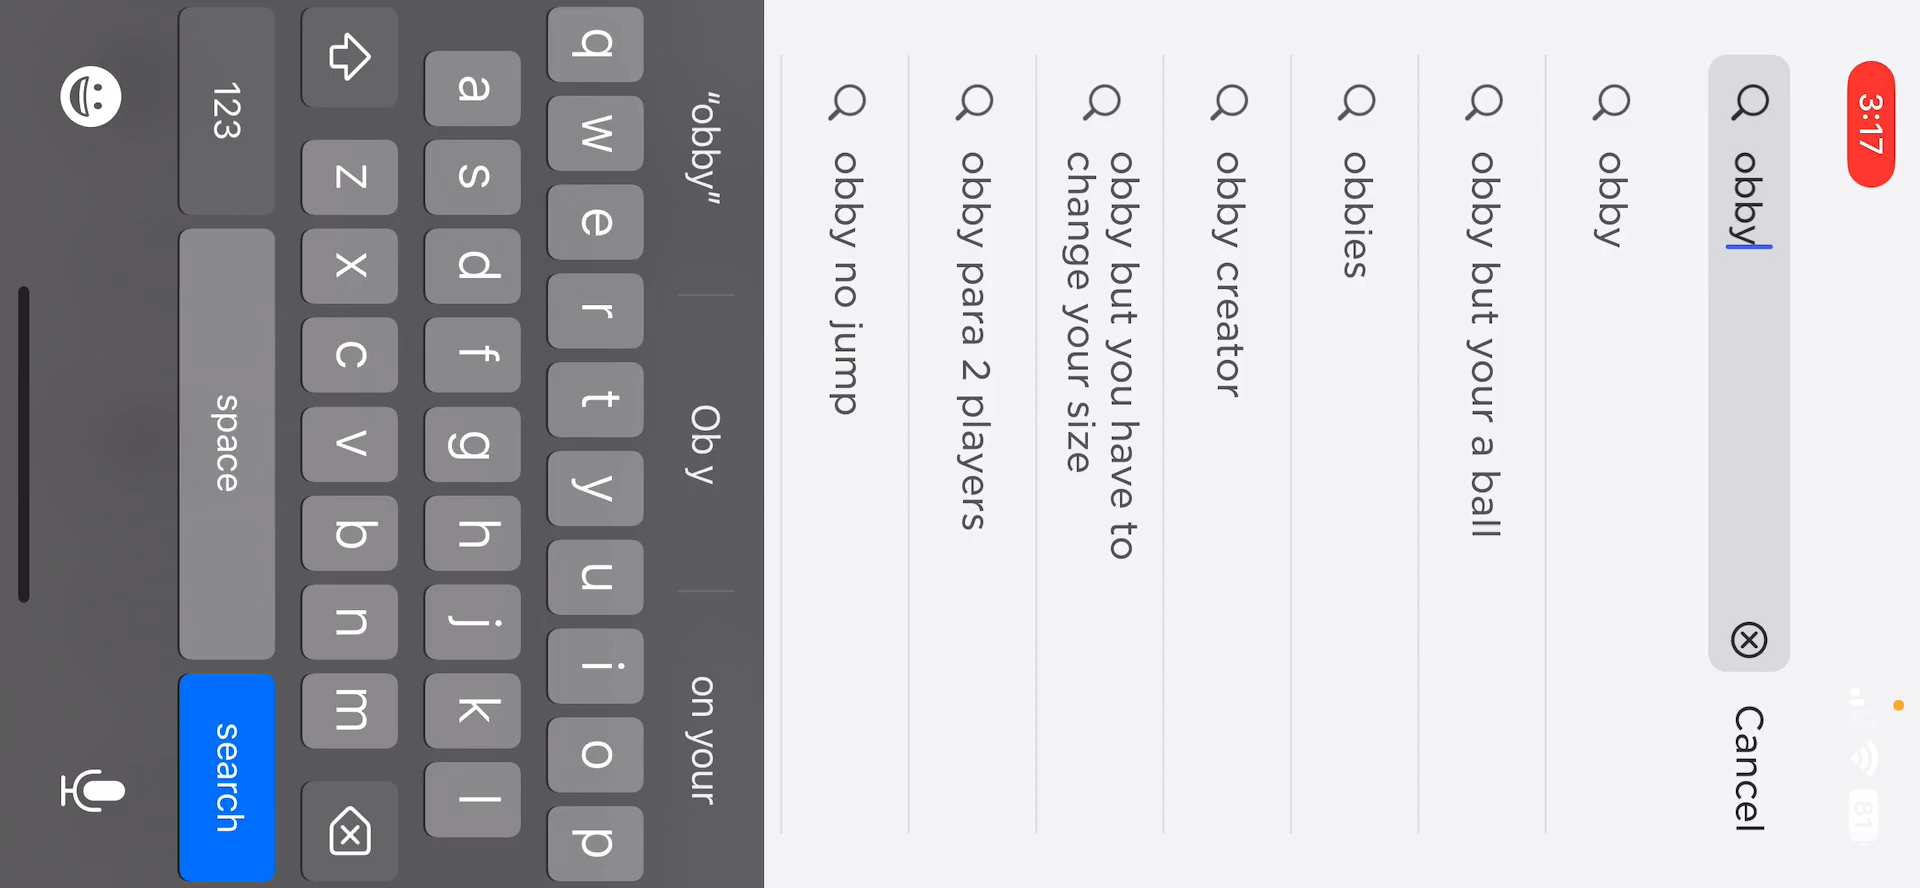 3:17
81
obby
Cancel
obby
obby but your a ball
obbies
obby creator
obby but you have to
change your size
obby para 2 players
obby no jump
"obby"
Ob y
on your
q w e r t y u i o p
a s d f g h j k l
z x c v b n m
123
space
search